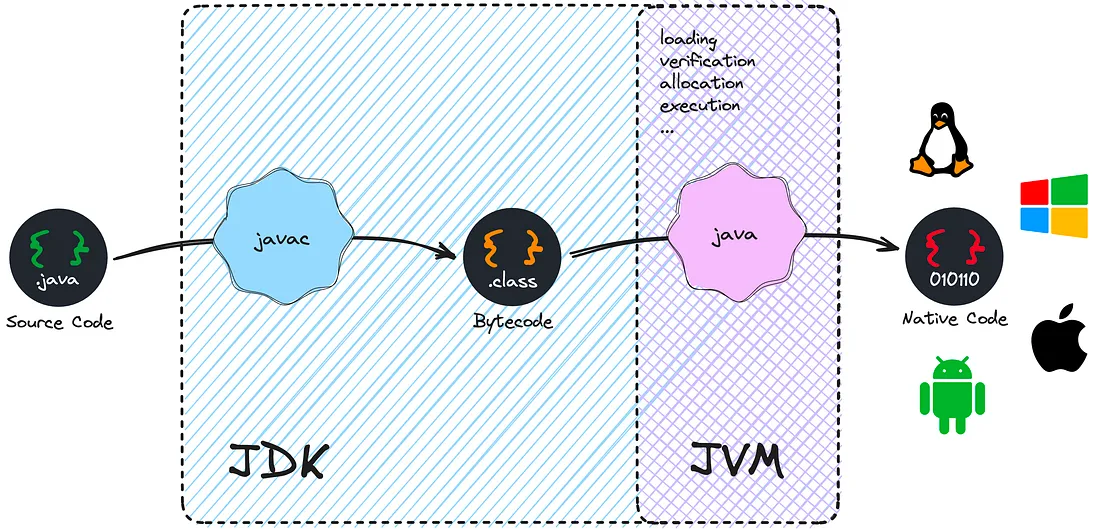 loading
verification
allocation
execution
...
{ }
.java
Source Code
javac
{ }
.class
Bytecode
java
{ }
010110
Native Code
JDK
JVM